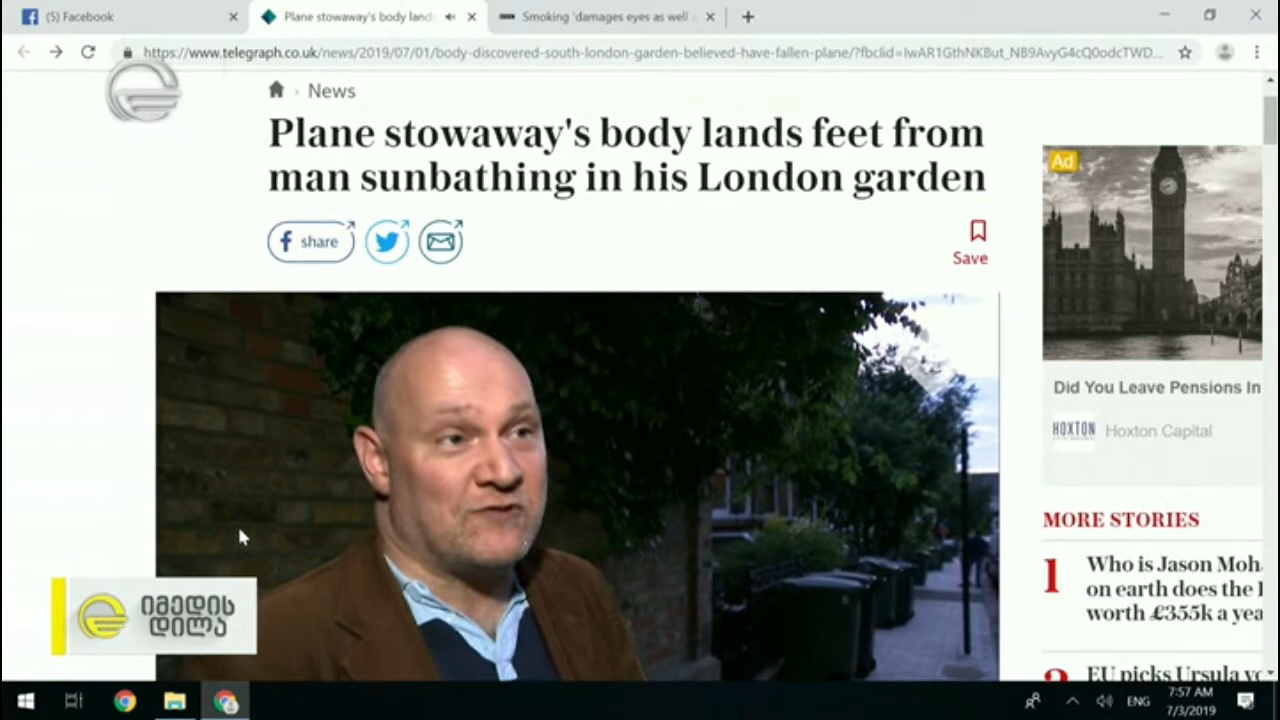 (5) Facebook
Plane stowaway's body land
Smoking 'damages eyes as well
https://www.telegraph.co.uk/news/2019/07/01/body-discovered-south-london-garden-believed-have-fallen-plane/?fbclid=IwAR1GthNKBut_NB9AvyG4cQ0odcTWD...
News
Plane stowaway's body lands feet from
man sunbathing in his London garden
share
Save
Ad
Did You Leave Pensions In
HOXTON
Hoxton Capital
MORE STORIES
1
Who is Jason Moh
on earth does the
worth £355k a yea
EU picks Ursula vo
იმედის
დილა
ENG
7:57 AM
7/3/2019